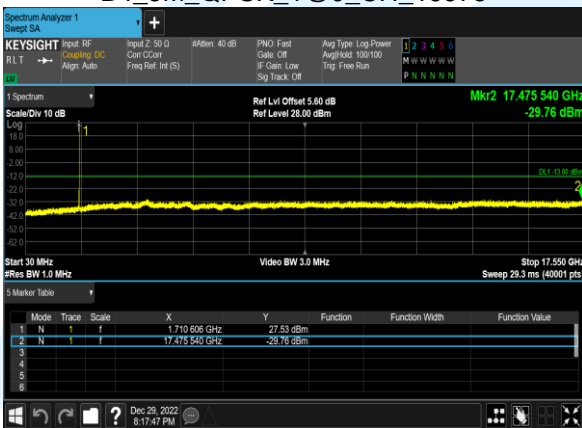 Spectrum Analyzer 1
Swept SA
+
KEYSIGHT
RLT
LV
Input: RF
Coupling: DC
Align: Auto
Input Z: 50 Ω
Corr CCorr
Freq Ref: Int (S)
#Atten: 40 dB
PNO: Fast
Gate: Off
IF Gain: Low
Sig Track: Off
Avg Type: Log-Power
Avg|Hold: 100/100
Trig: Free Run
1 2 3 4 5 6
M W W W W W
P N N N N N
1 Spectrum
Scale/Div 10 dB
Ref Lvl Offset 5.60 dB
Ref Level 28.00 dBm
Mkr2 17.475 540 GHz
-29.76 dBm
Log
18.0
8.00
-2.00
-12.0
-22.0
-32.0
-42.0
-52.0
-62.0
1
DL1 -13.00 dBm
2
Start 30 MHz
#Res BW 1.0 MHz
Video BW 3.0 MHz
Stop 17.550 GHz
Sweep 29.3 ms (40001 pts)
5 Marker Table
Mode Trace Scale X Y Function Function Width Function Value
1 N 1 f 1.710 606 GHz 27.53 dBm
2 N 1 f 17.475 540 GHz -29.76 dBm
3
4
5
6
?
Dec 29, 2022
8:17:47 PM